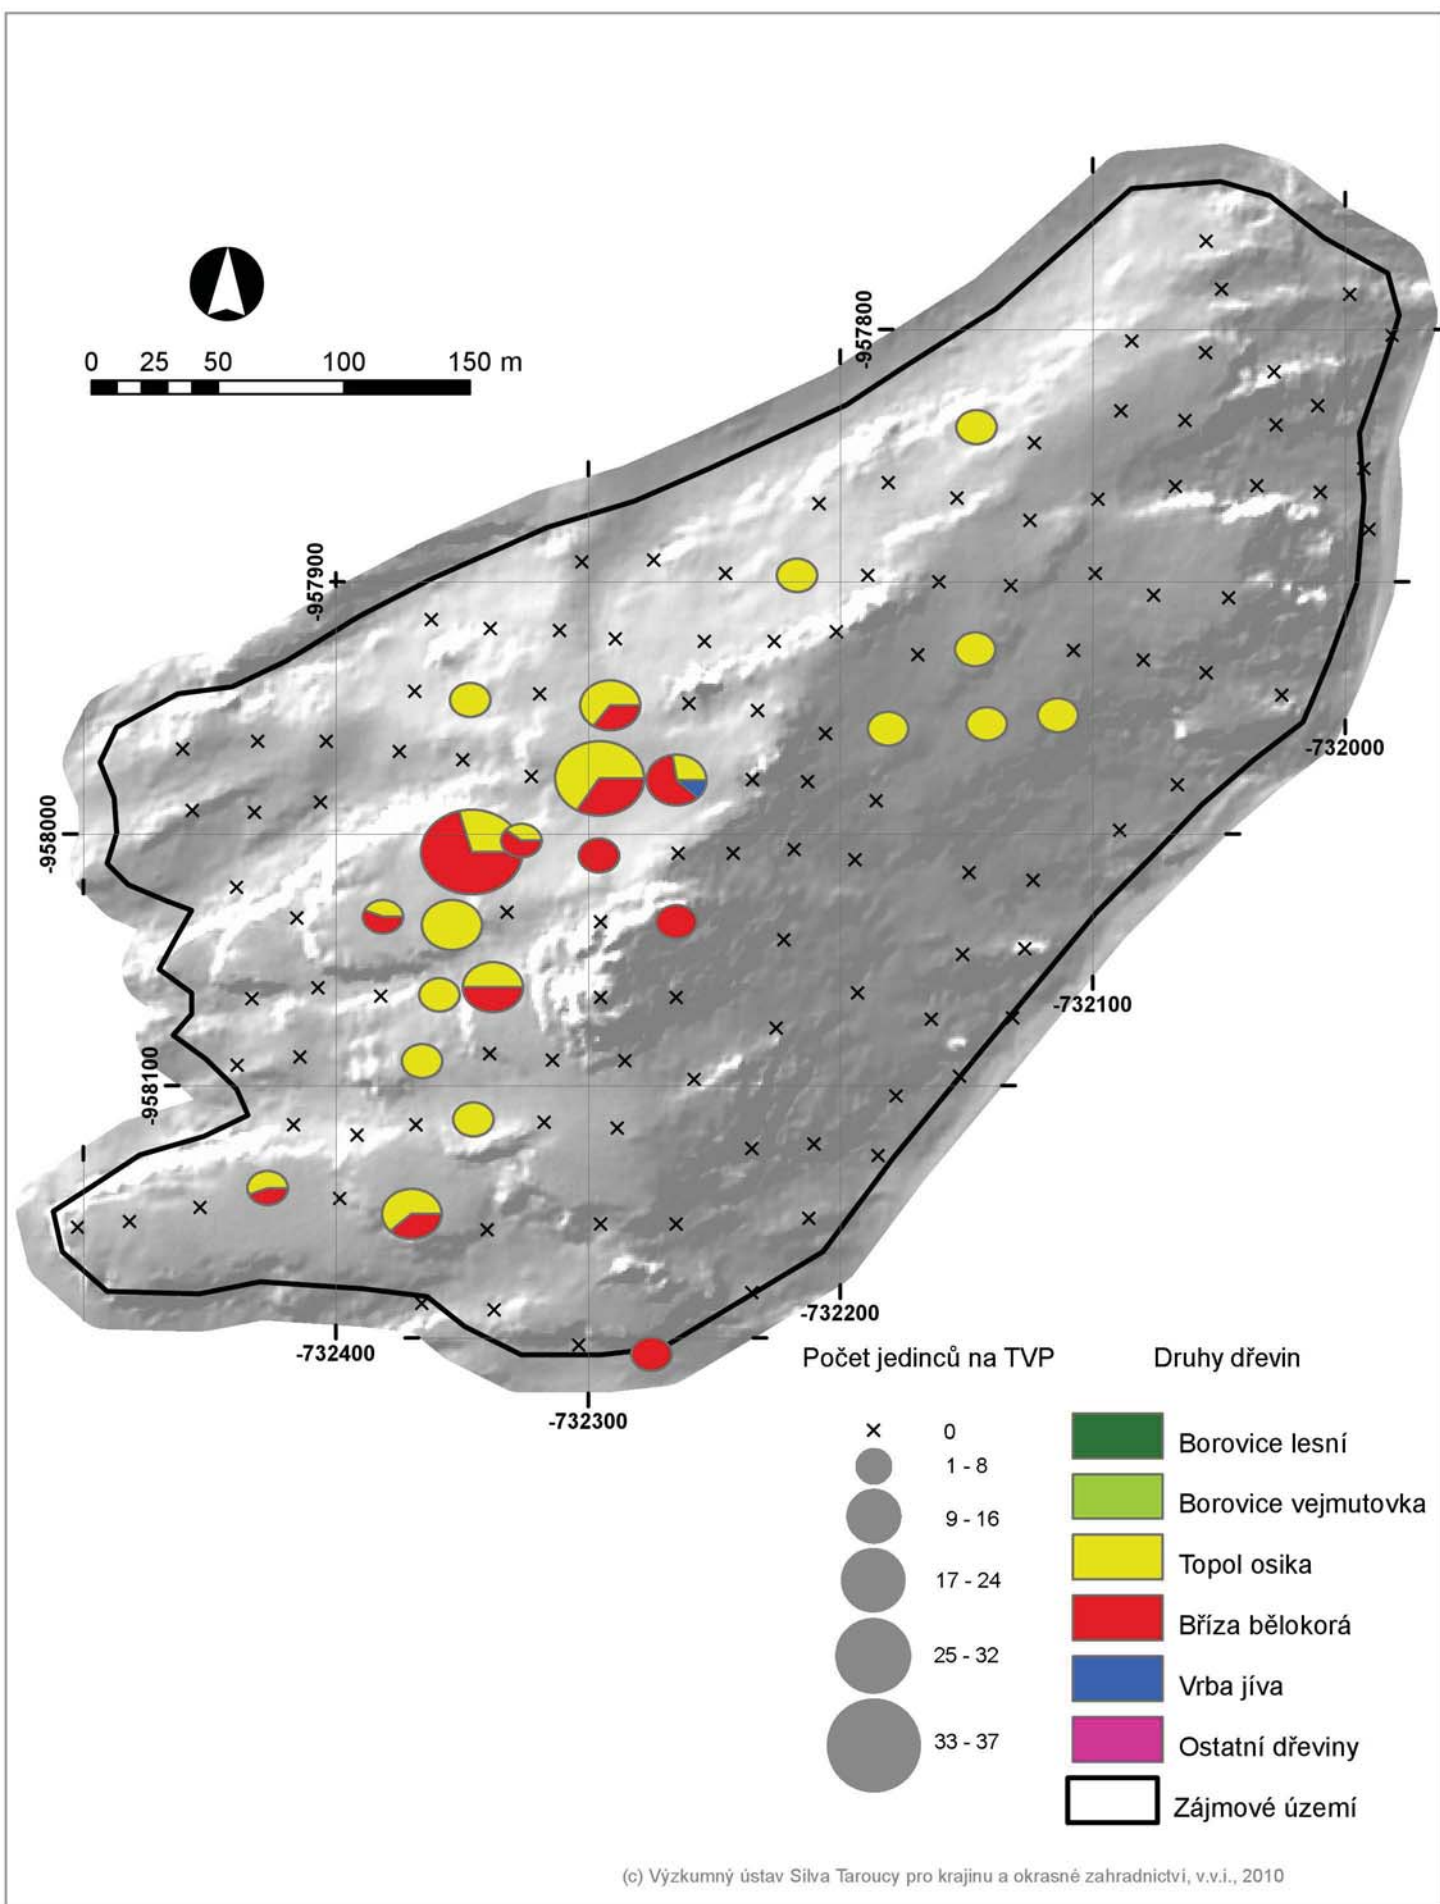 0 25 50 100 150 m
-957800
-957900
-732000
-958000
-732100
-958100
-732200
-732400
-732300
Počet jedinců na TVP
× 0
1 - 8
9 - 16
17 - 24
25 - 32
33 - 37
Druhy dřevin
Borovice lesní
Borovice vejmutovka
Topol osika
Bříza bělokorá
Vrba jíva
Ostatní dřeviny
Zájmové území
(c) Výzkumný ústav Silva Taroucy pro krajinu a okrasné zahradnictví, v.v.i., 2010